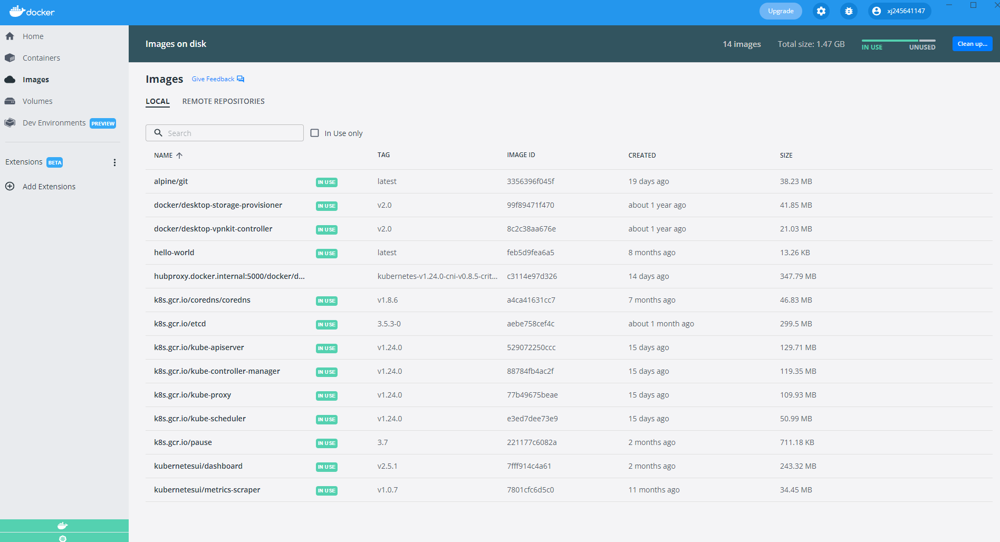 docker
Upgrade
xj245641147
Home
Containers
Images
Volumes
Dev Environments PREVIEW
Extensions BETA
Add Extensions
Images on disk
14 images Total size: 1.47 GB IN USE UNUSED Clean up...
Images Give Feedback
LOCAL REMOTE REPOSITORIES
Search In Use only
NAME TAG IMAGE ID CREATED SIZE
alpine/git IN USE latest 3356396f045f 19 days ago 38.23 MB
docker/desktop-storage-provisioner IN USE v2.0 99f89471f470 about 1 year ago 41.85 MB
docker/desktop-vpnkit-controller IN USE v2.0 8c2c38aa676e about 1 year ago 21.03 MB
hello-world IN USE latest feb5d9fea6a5 8 months ago 13.26 KB
hubproxy.docker.internal:5000/docker/d... kubernetes-v1.24.0-cni-v0.8.5-crit... c3114e97d326 14 days ago 347.79 MB
k8s.gcr.io/coredns/coredns IN USE v1.8.6 a4ca41631cc7 7 months ago 46.83 MB
k8s.gcr.io/etcd IN USE 3.5.3-0 aebe758cef4c about 1 month ago 299.5 MB
k8s.gcr.io/kube-apiserver IN USE v1.24.0 529072250ccc 15 days ago 129.71 MB
k8s.gcr.io/kube-controller-manager IN USE v1.24.0 88784fb4ac2f 15 days ago 119.35 MB
k8s.gcr.io/kube-proxy IN USE v1.24.0 77b49675beae 15 days ago 109.93 MB
k8s.gcr.io/kube-scheduler IN USE v1.24.0 e3ed7dee73e9 15 days ago 50.99 MB
k8s.gcr.io/pause IN USE 3.7 221177c6082a 2 months ago 711.18 KB
kubernetesui/dashboard IN USE v2.5.1 7fff914c4a61 2 months ago 243.32 MB
kubernetesui/metrics-scraper IN USE v1.0.7 7801cfc6d5c0 11 months ago 34.45 MB